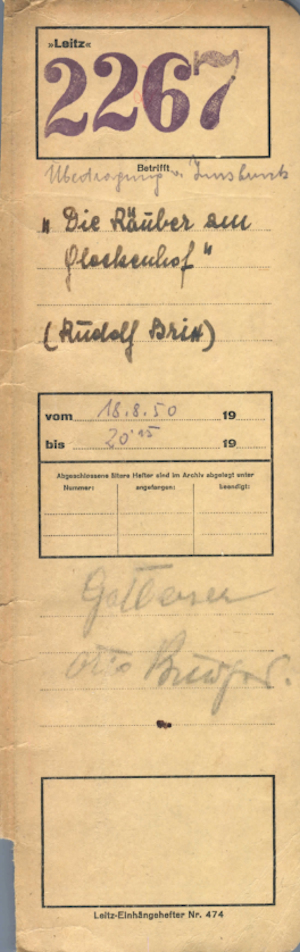 »Leitz«
2267
Betrifft
Übertragung v. Innsbruck
"Die Räuber am
Glockenhof"
(Rudolf Brix)
vom 18.8.50 19
bis 20·15 19
Abgeschlossene ältere Hefter sind im Archiv abgelegt unter
Nummer: angefangen: beendigt:
Otto
Leitz-Einhängehefter Nr. 474